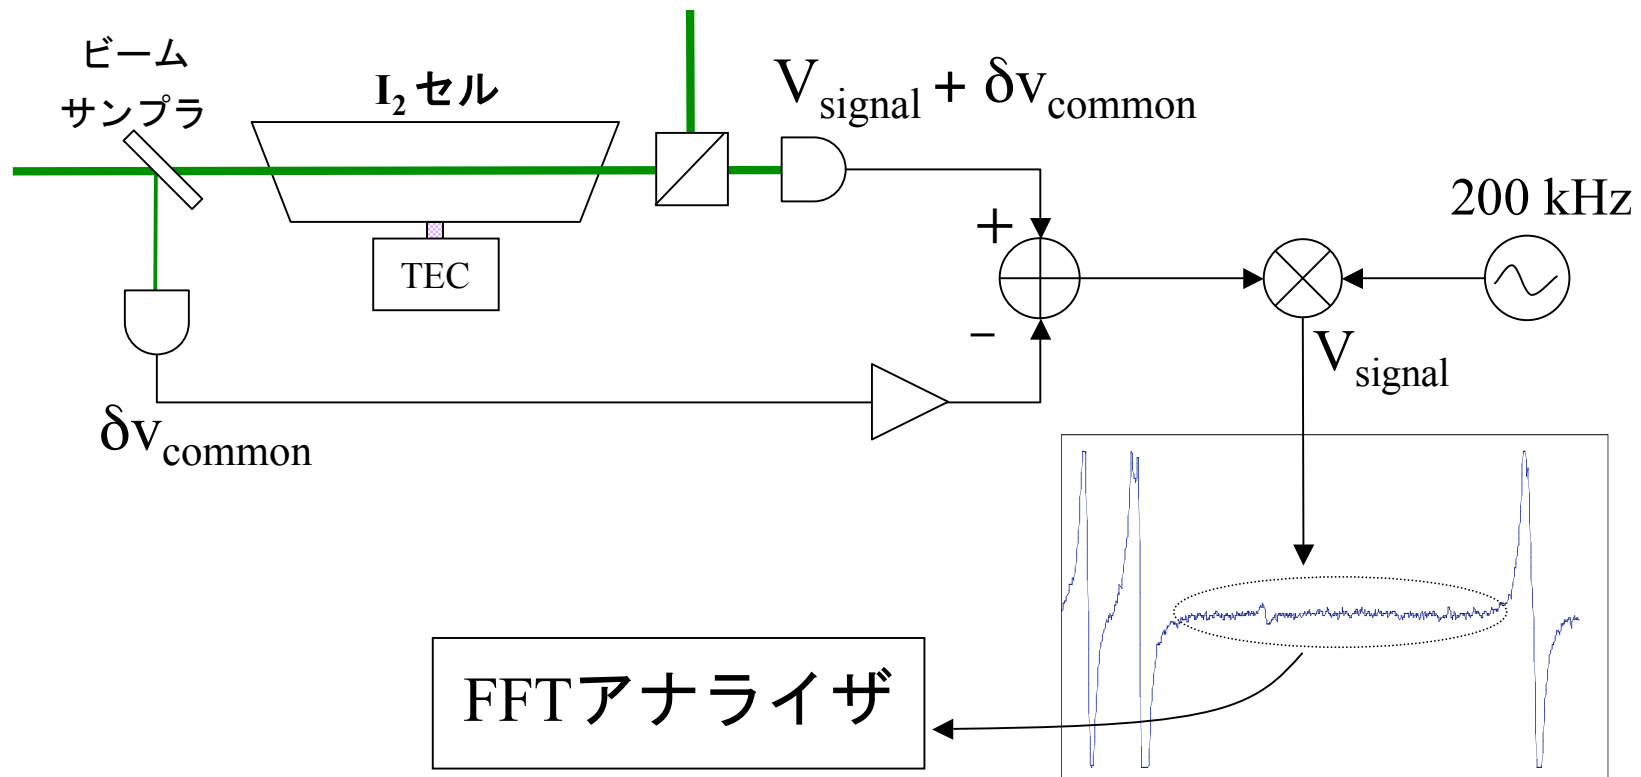 ビーム
サンプラ
I₂ セル
V_signal + δv_common
200 kHz
+
TEC
−
V_signal
δv_common
FFTアナライザ